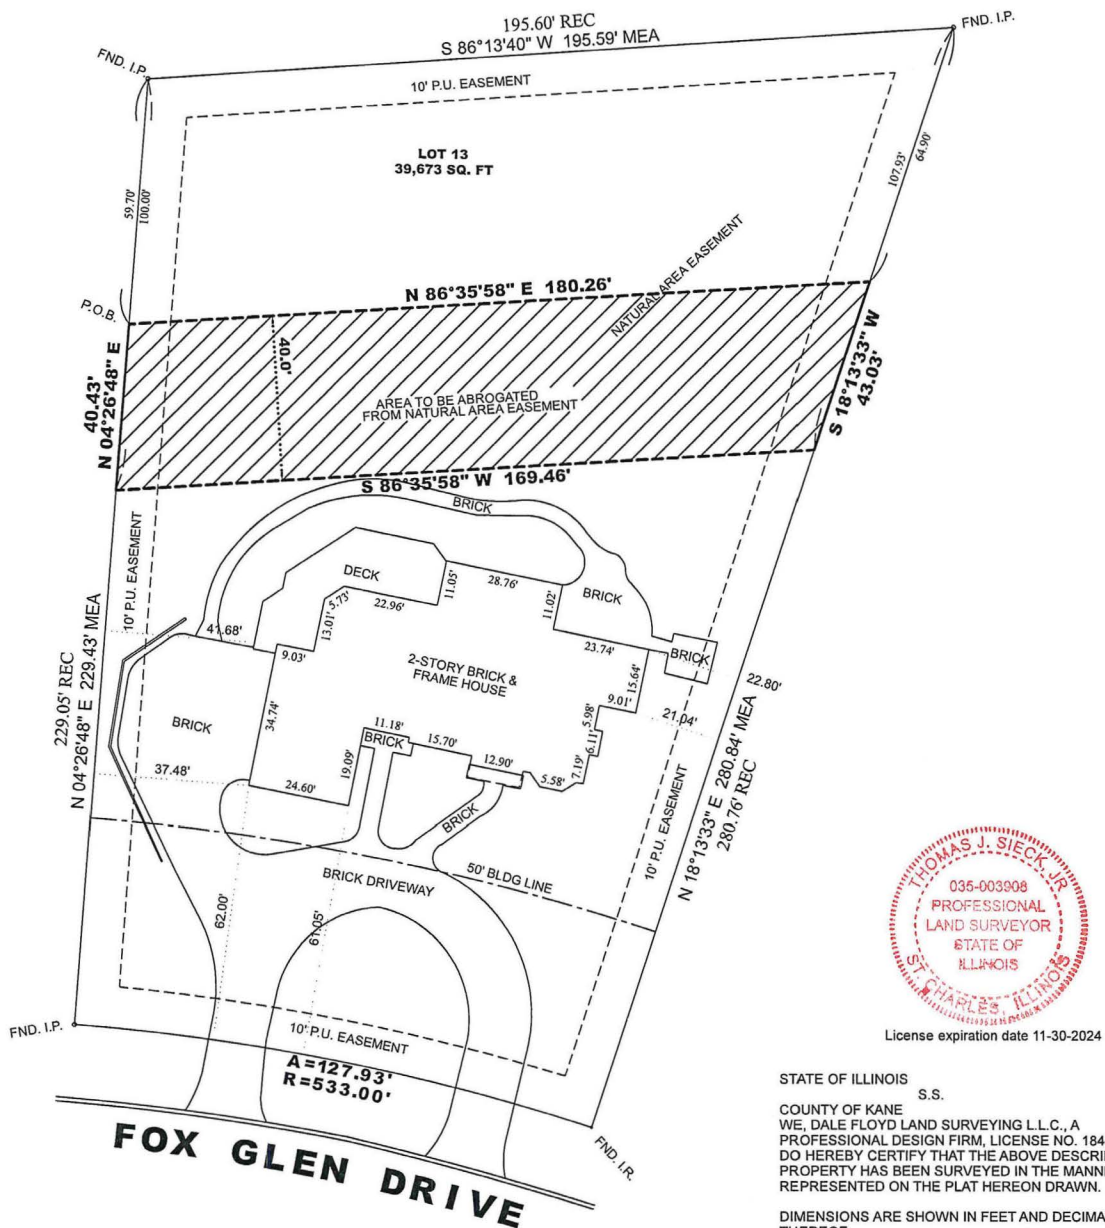 195.60' REC
S 86°13'40" W 195.59' MEA
FND. I.P.
FND. I.P.
10' P.U. EASEMENT
LOT 13
39,673 SQ. FT
59.70'
100.00'
107.93'
64.90'
NATURAL AREA EASEMENT
P.O.B.
N 86°35'58" E 180.26'
40.43'
N 04°26'48" E
40.0'
AREA TO BE ABROGATED
FROM NATURAL AREA EASEMENT
S 18°13'33" W
43.03'
S 86°35'58" W 169.46'
BRICK
10' P.U. EASEMENT
DECK
11.05'
28.76'
5.73'
22.96'
13.01'
11.02'
BRICK
41.68'
9.03'
23.74'
BRICK
2-STORY BRICK &
FRAME HOUSE
15.64'
22.80'
9.01'
21.04'
229.05' REC
N 04°26'48" E 229.43' MEA
BRICK
34.74'
5.98'
6.11'
7.19'
11.18'
BRICK
15.70'
12.90'
5.58'
19.09'
37.48'
24.60'
BRICK
N 18°13'33" E 280.84' MEA
280.76' REC
10' P.U. EASEMENT
50' BLDG LINE
BRICK DRIVEWAY
62.00'
61.05'
FND. I.P.
10' P.U. EASEMENT
A=127.93'
R=533.00'
FND. I.R.
FOX GLEN DRIVE
THOMAS J. SIECK, JR
035-003908
PROFESSIONAL
LAND SURVEYOR
STATE OF
ILLINOIS
ST. CHARLES, ILLINOIS
License expiration date 11-30-2024
STATE OF ILLINOIS
S.S.
COUNTY OF KANE
WE, DALE FLOYD LAND SURVEYING L.L.C., A
PROFESSIONAL DESIGN FIRM, LICENSE NO. 184
DO HEREBY CERTIFY THAT THE ABOVE DESCRI
PROPERTY HAS BEEN SURVEYED IN THE MANN
REPRESENTED ON THE PLAT HEREON DRAWN.
DIMENSIONS ARE SHOWN IN FEET AND DECIMA